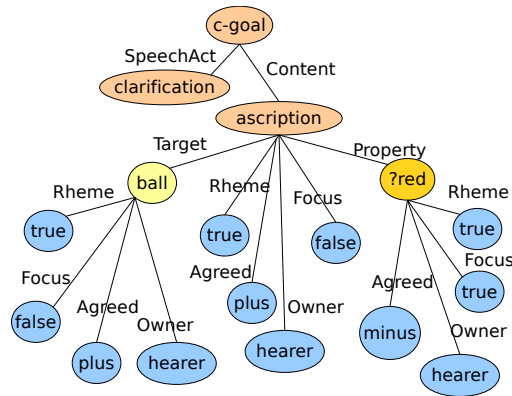 c-goal
SpeechAct
Content
clarification
ascription
Target
Property
ball
?red
Rheme
Rheme
Focus
Rheme
true
true
false
true
Focus
Agreed
Agreed
Focus
false
Agreed
plus
Owner
minus
true
Owner
Owner
plus
hearer
hearer
hearer